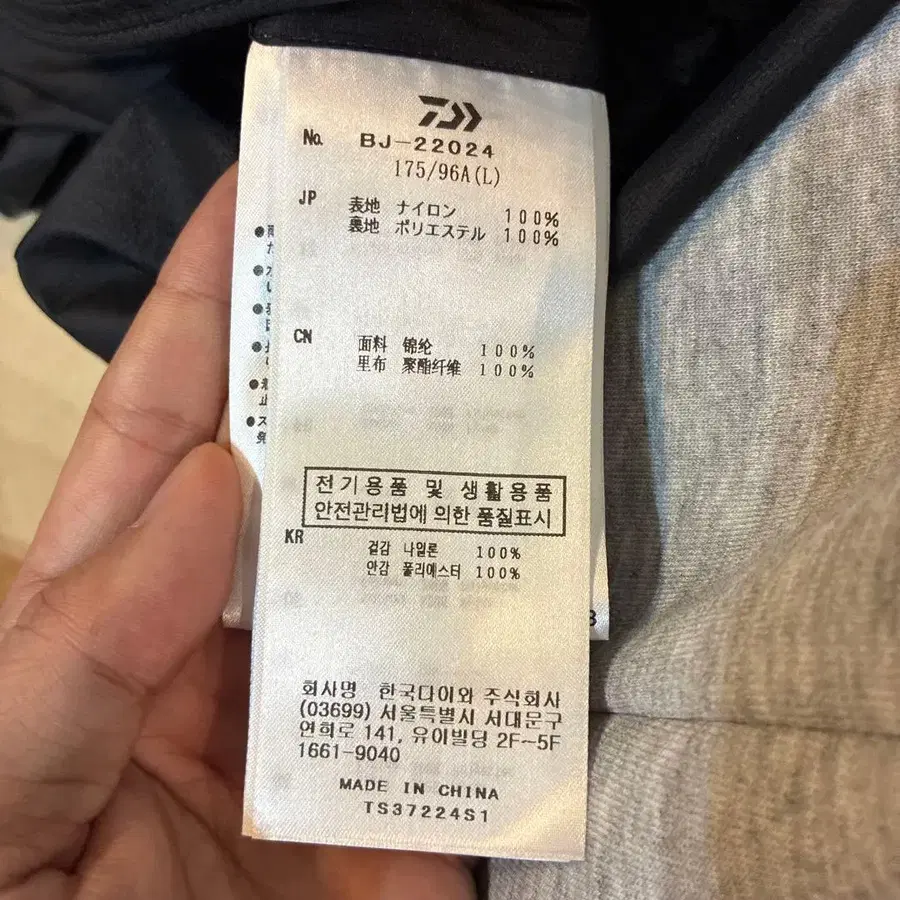 No. BJ-22024
175/96A(L)
JP 表地 ナイロン 100%
裏地 ポリエステル 100%
CN 面料 锦纶 100%
里布 聚酯纤维 100%
전기용품 및 생활용품
안전관리법에 의한 품질표시
KR 겉감 나일론 100%
안감 폴리에스터 100%
회사명 한국다이와 주식회사
(03699) 서울특별시 서대문구
연희로 141, 유이빌딩 2F~5F
1661-9040
MADE IN CHINA
TS37224S1